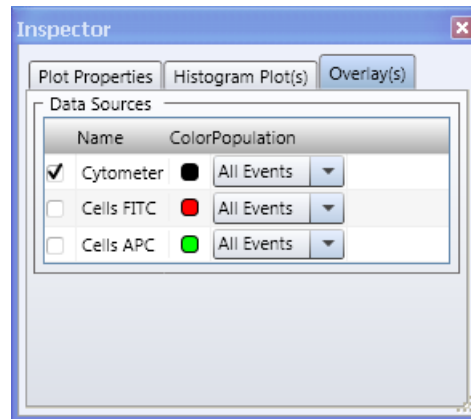 Inspector
Plot Properties Histogram Plot(s) Overlay(s)
Data Sources
Name ColorPopulation
Cytometer All Events
Cells FITC All Events
Cells APC All Events